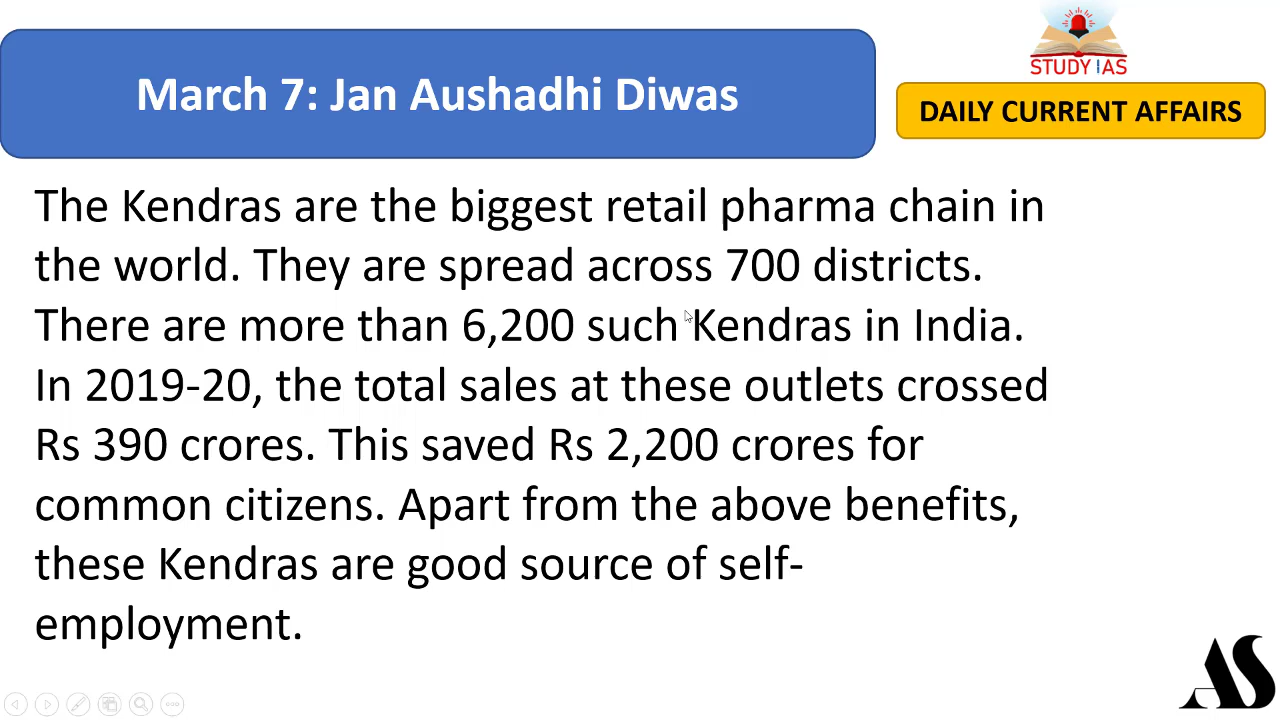 March 7: Jan Aushadhi Diwas
STUDY IAS
DAILY CURRENT AFFAIRS
The Kendras are the biggest retail pharma chain in
the world. They are spread across 700 districts.
There are more than 6,200 such Kendras in India.
In 2019-20, the total sales at these outlets crossed
Rs 390 crores. This saved Rs 2,200 crores for
common citizens. Apart from the above benefits,
these Kendras are good source of self-
employment.
AS